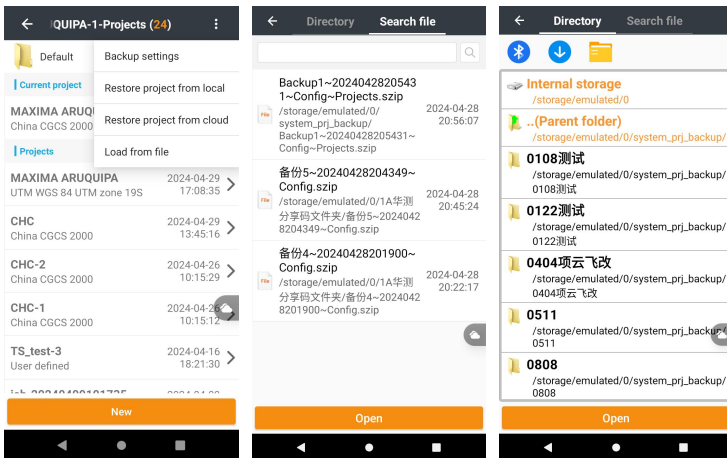 QUIPA-1-Projects (24)
Default
Backup settings
Restore project from local
Restore project from cloud
Load from file
Current project
MAXIMA ARUQU
China CGCS 2000
Projects
MAXIMA ARUQUIPA
2024-04-29
UTM WGS 84 UTM zone 19S
17:08:35
CHC
2024-04-29
China CGCS 2000
13:45:16
CHC-2
2024-04-26
China CGCS 2000
10:15:29
CHC-1
2024-04-26
China CGCS 2000
10:15:12
TS_test-3
2024-04-16
User defined
18:21:30
New
Directory
Search file
Backup1~2024042820543
1~Config~Projects.szip
File
/storage/emulated/0/
system_prj_backup/
Backup1~20240428205431~
Config~Projects.szip
2024-04-28
20:56:07
备份5~20240428204349~
Config.szip
File
/storage/emulated/0/1A华测
分享码文件夹/备份5~2024042
8204349~Config.szip
2024-04-28
20:45:24
备份4~20240428201900~
Config.szip
File
/storage/emulated/0/1A华测
分享码文件夹/备份4~2024042
8201900~Config.szip
2024-04-28
20:22:17
Open
Directory
Search file
Internal storage
/storage/emulated/0
..(Parent folder)
/storage/emulated/0/system_prj_backup/
0108测试
/storage/emulated/0/system_prj_backup/
0108测试
0122测试
/storage/emulated/0/system_prj_backup/
0122测试
0404项云飞改
/storage/emulated/0/system_prj_backup/
0404项云飞改
0511
/storage/emulated/0/system_prj_backup/
0511
0808
/storage/emulated/0/system_prj_backup/
0808
Open